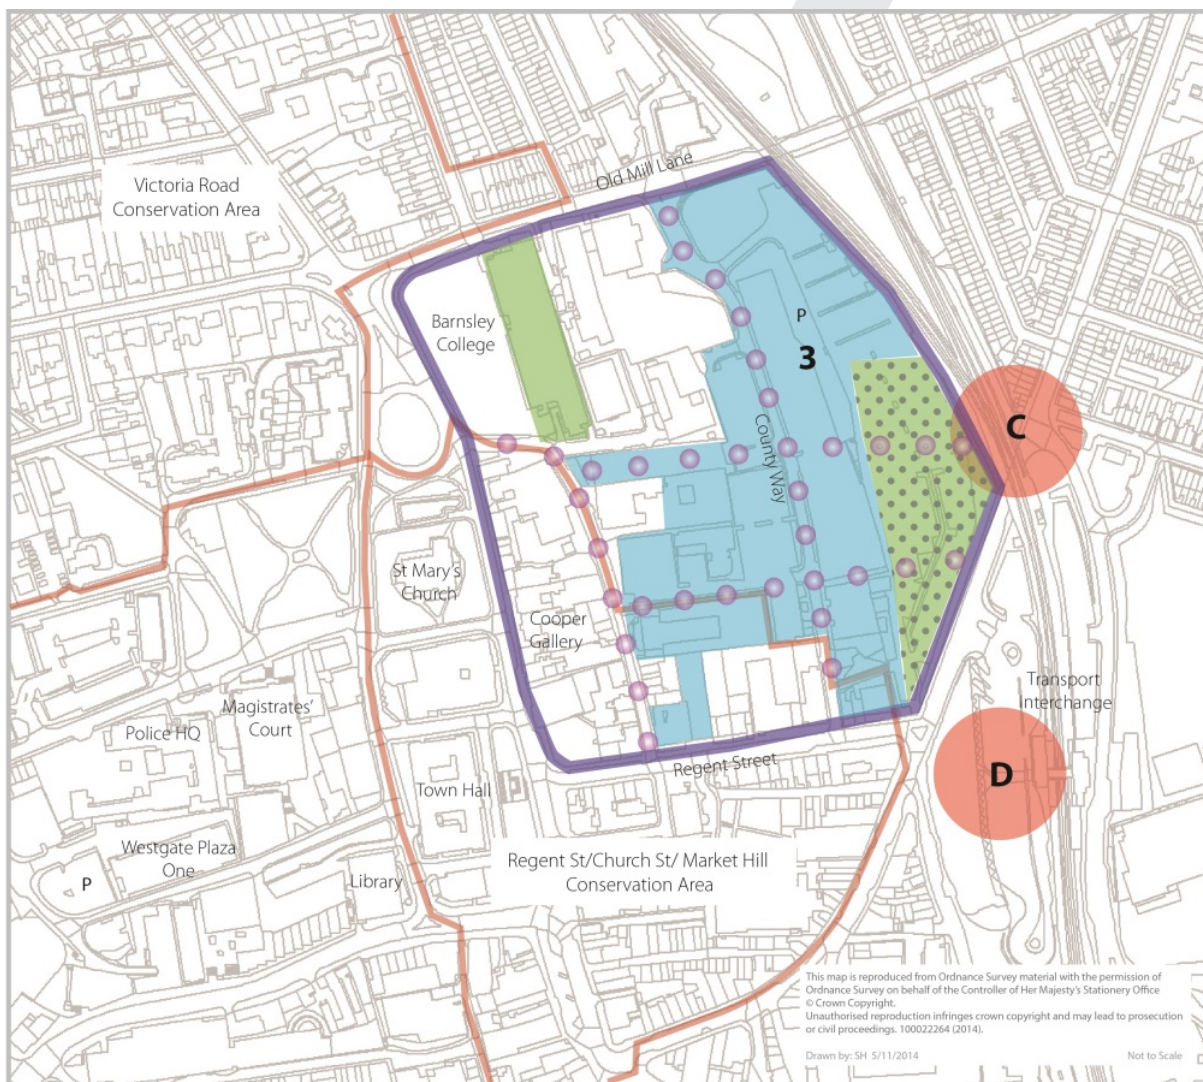 Old Mill Lane
Victoria Road
Conservation Area
P
Barnsley
College
3
C
County Way
St Mary's
Church
Cooper
Gallery
Transport
Interchange
Magistrates'
Court
Police HQ
Regent Street
D
Town Hall
Westgate Plaza
One
P
Library
Regent St/Church St/ Market Hill
Conservation Area
This map is reproduced from Ordnance Survey material with the permission of
Ordnance Survey on behalf of the Controller of Her Majesty's Stationery Office
© Crown Copyright.
Unauthorised reproduction infringes crown copyright and may lead to prosecution
or civil proceedings. 100022264 (2014).
Drawn by: SH 5/11/2014
Not to Scale